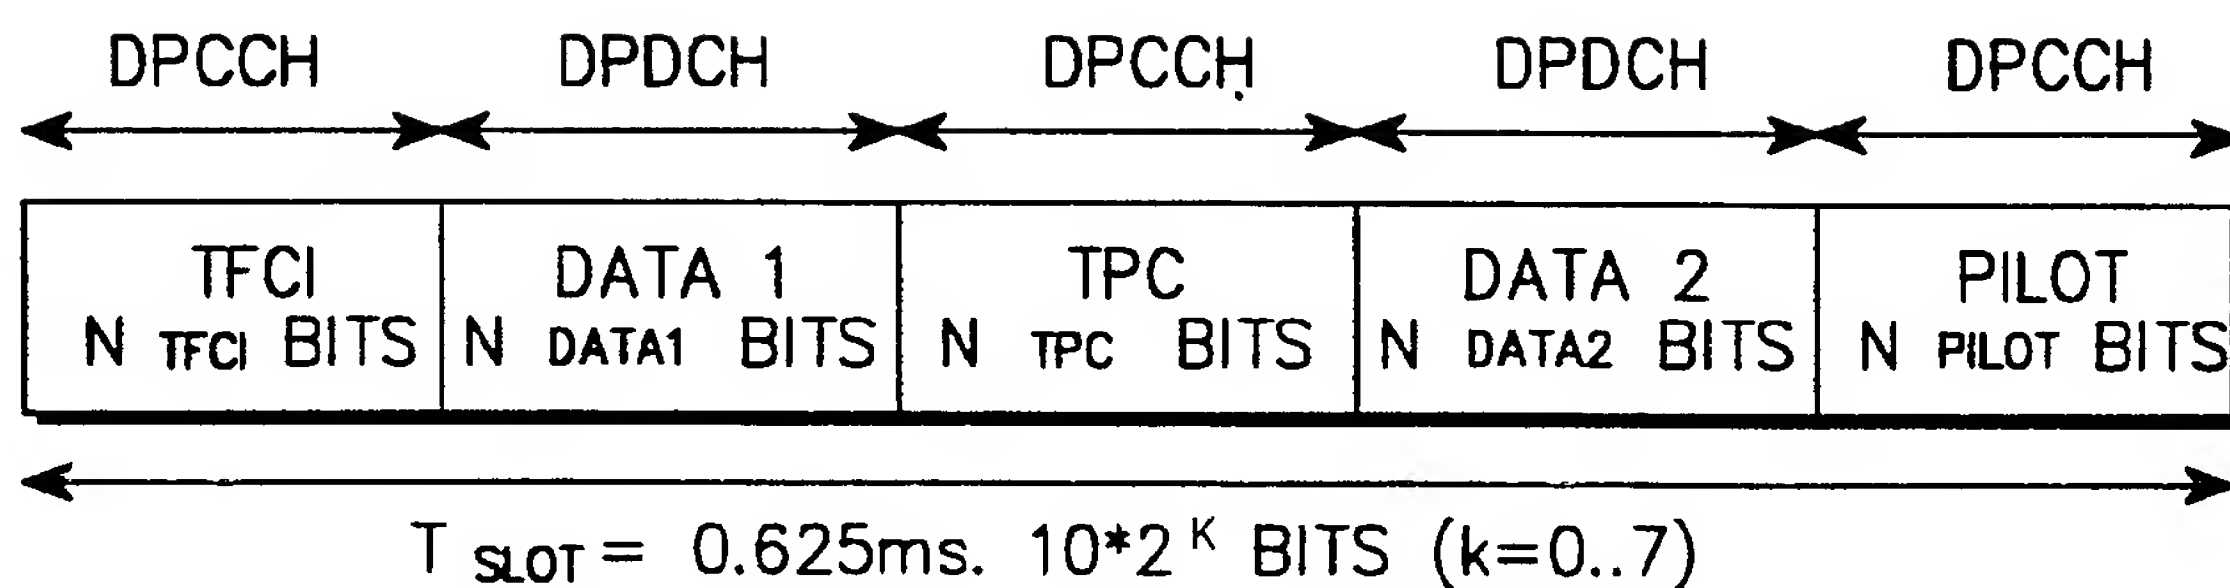 DPCCH DPDCH DPCCH DPDCH DPCCH
TFCI DATA 1 TPC DATA 2 PILOT
N TFCI BITS N DATA1 BITS N TPC BITS N DATA2 BITS N PILOT BITS
T SLOT = 0.625ms. 10*2 K BITS (k=0..7)